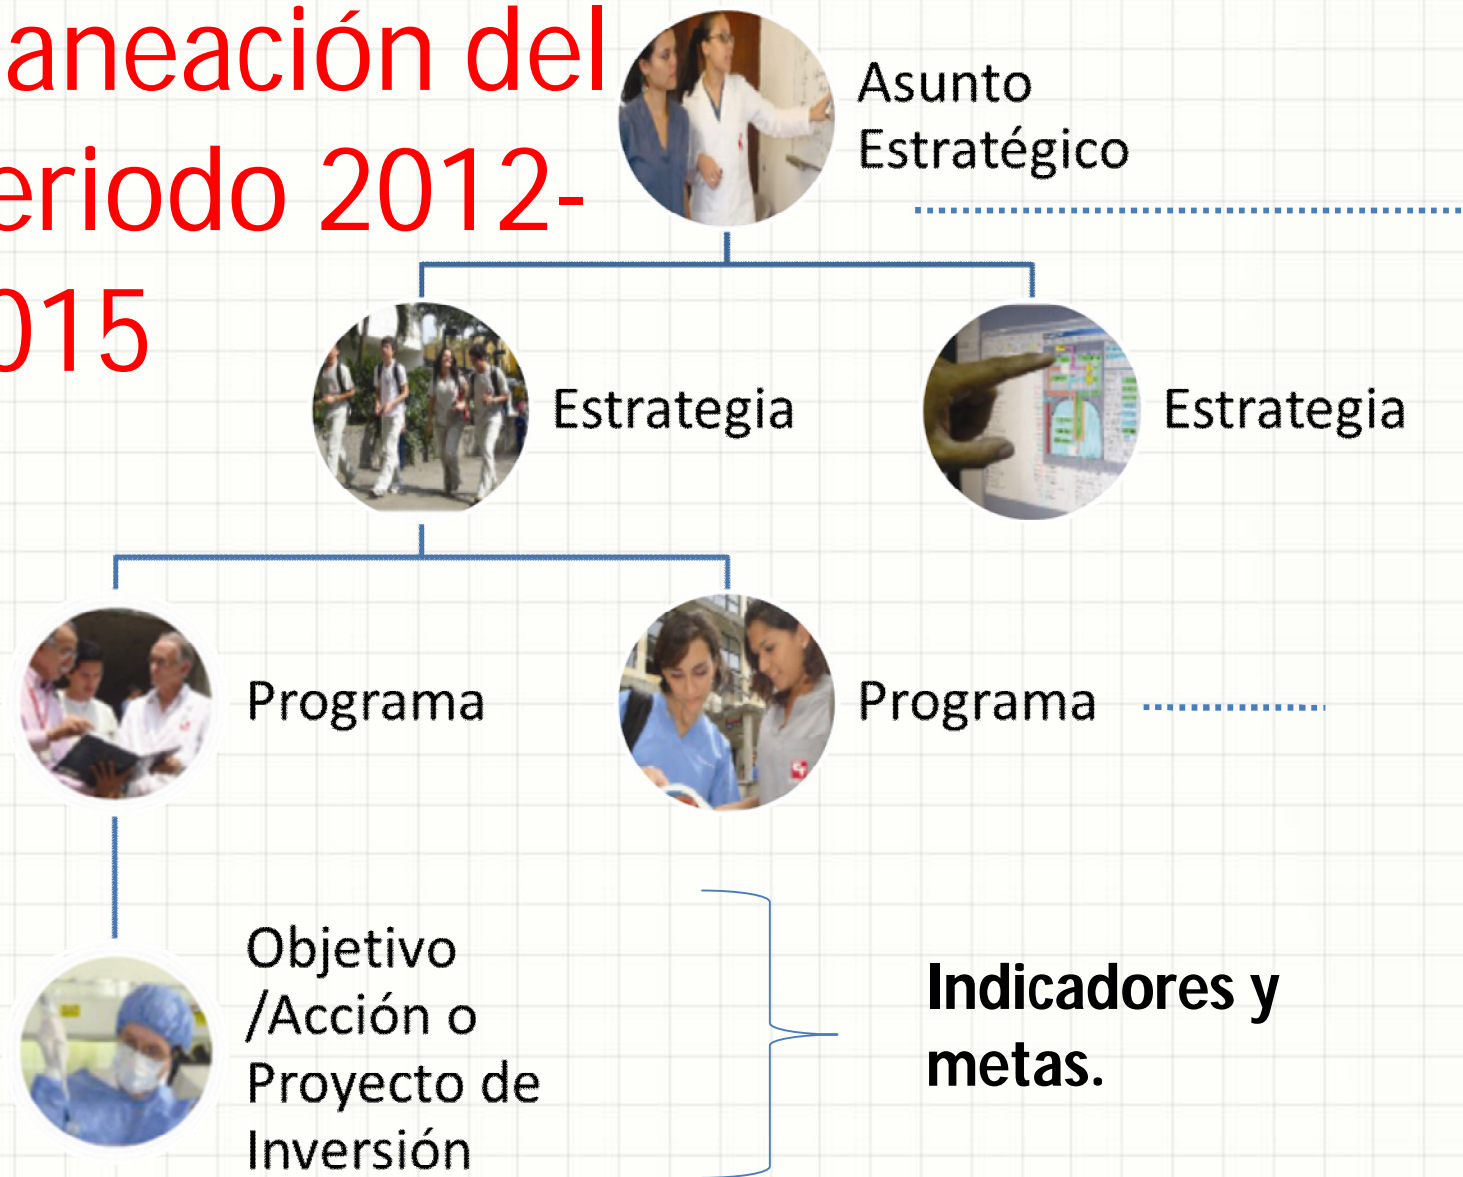 aneación del
eriodo 2012-
015
Asunto
Estratégico
Estrategia
Estrategia
Programa
Programa
Objetivo
/Acción o
Proyecto de
Inversión
Indicadores y
metas.